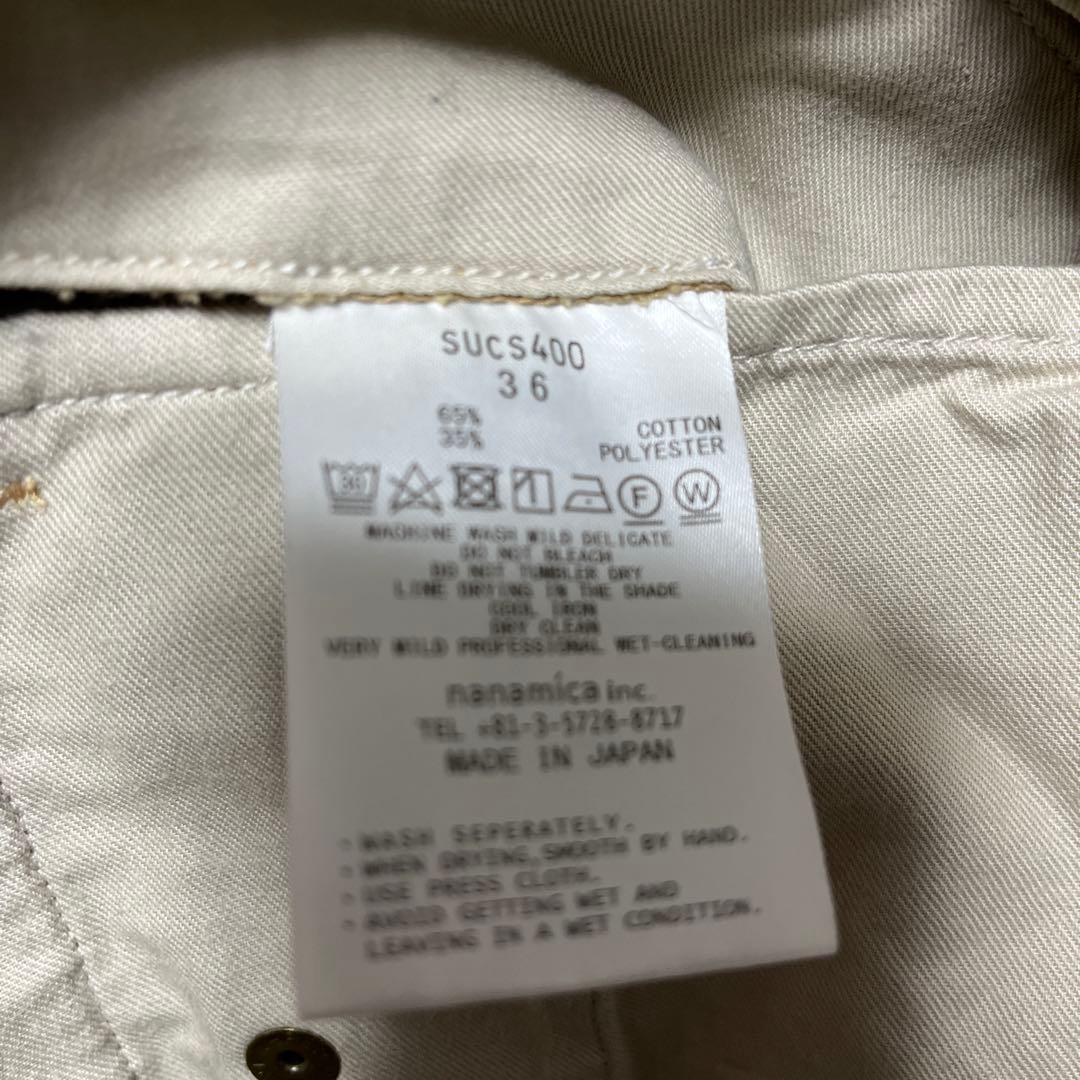 SUCS400
36
65% COTTON
35% POLYESTER
30 F W
MACHINE WASH MILD DELICATE
DO NOT BLEACH
DO NOT TUMBLER DRY
LINE DRYING IN THE SHADE
COOL IRON
DRY CLEAN
VERY MILD PROFESSIONAL WET-CLEANING
nanamica inc.
TEL +81-3-5728-8717
MADE IN JAPAN
・WASH SEPERATELY.
・WHEN DRYING,SMOOTH BY HAND.
・USE PRESS CLOTH.
・AVOID GETTING WET AND
LEAVING IN A WET CONDITION.